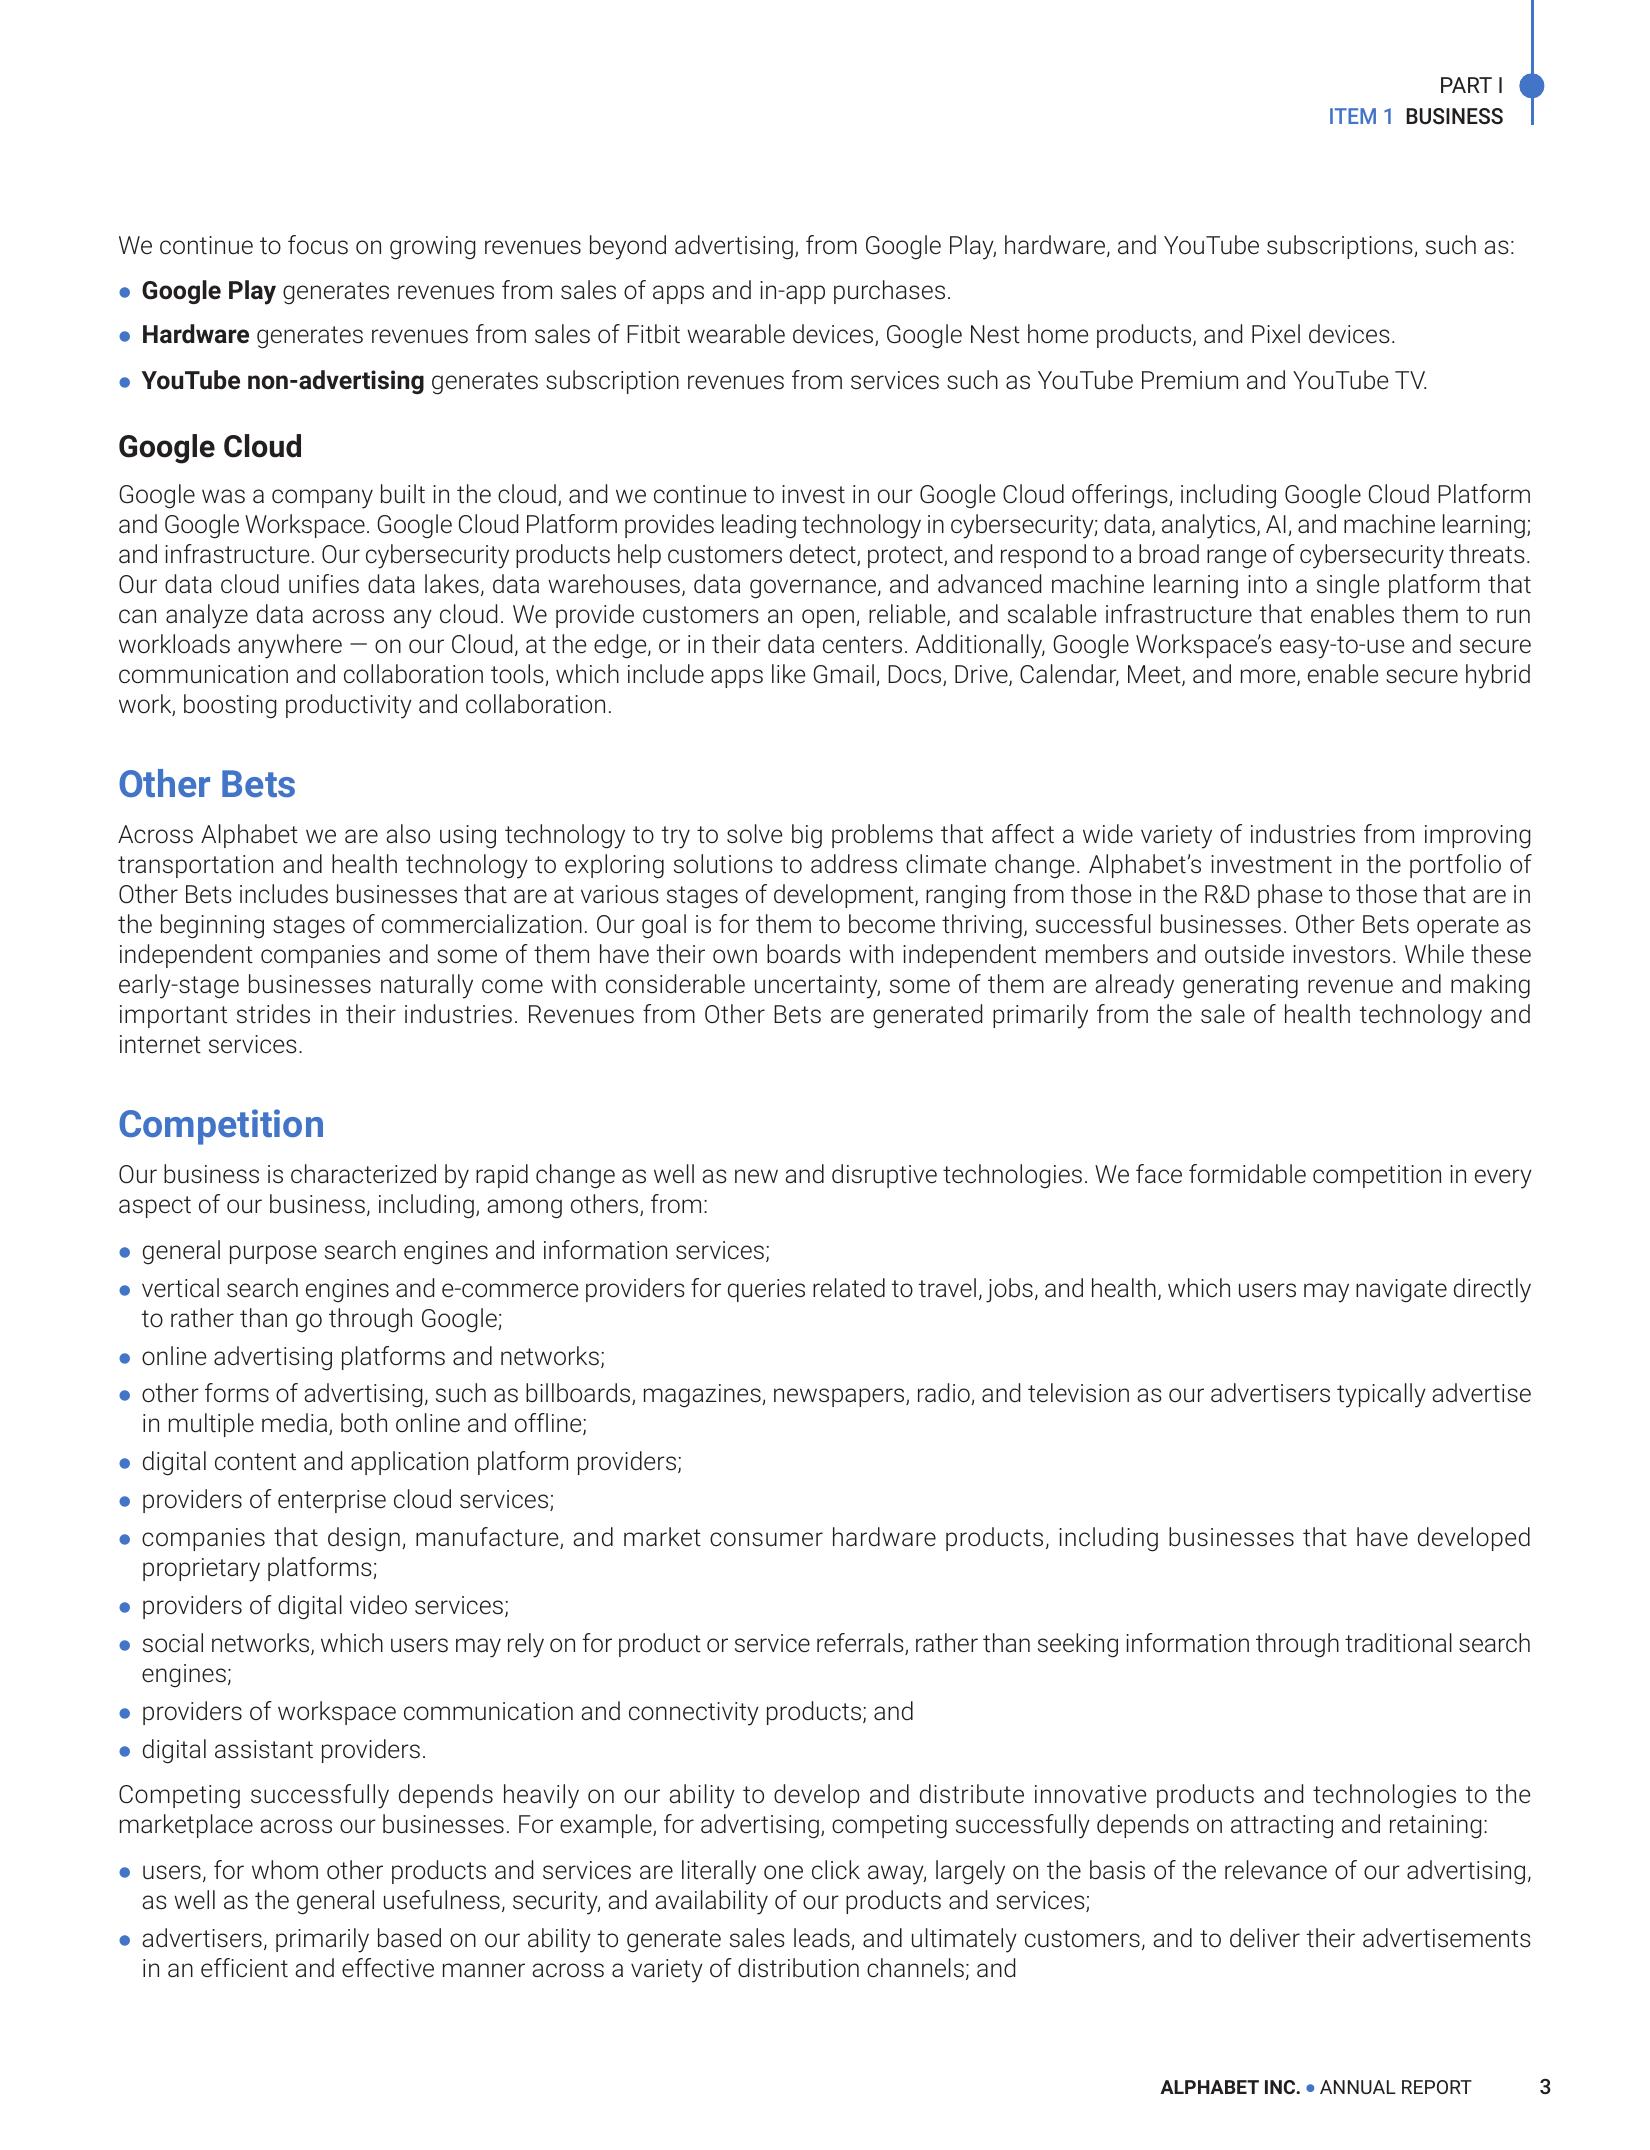 PART I
ITEM 1 BUSINESS
We continue to focus on growing revenues beyond advertising, from Google Play, hardware, and YouTube subscriptions, such as:
● Google Play generates revenues from sales of apps and in-app purchases.
● Hardware generates revenues from sales of Fitbit wearable devices, Google Nest home products, and Pixel devices.
● YouTube non-advertising generates subscription revenues from services such as YouTube Premium and YouTube TV.
Google Cloud
Google was a company built in the cloud, and we continue to invest in our Google Cloud offerings, including Google Cloud Platform
and Google Workspace. Google Cloud Platform provides leading technology in cybersecurity; data, analytics, AI, and machine learning;
and infrastructure. Our cybersecurity products help customers detect, protect, and respond to a broad range of cybersecurity threats.
Our data cloud unifies data lakes, data warehouses, data governance, and advanced machine learning into a single platform that
can analyze data across any cloud. We provide customers an open, reliable, and scalable infrastructure that enables them to run
workloads anywhere — on our Cloud, at the edge, or in their data centers. Additionally, Google Workspace's easy-to-use and secure
communication and collaboration tools, which include apps like Gmail, Docs, Drive, Calendar, Meet, and more, enable secure hybrid
work, boosting productivity and collaboration.
Other Bets
Across Alphabet we are also using technology to try to solve big problems that affect a wide variety of industries from improving
transportation and health technology to exploring solutions to address climate change. Alphabet's investment in the portfolio of
Other Bets includes businesses that are at various stages of development, ranging from those in the R&D phase to those that are in
the beginning stages of commercialization. Our goal is for them to become thriving, successful businesses. Other Bets operate as
independent companies and some of them have their own boards with independent members and outside investors. While these
early-stage businesses naturally come with considerable uncertainty, some of them are already generating revenue and making
important strides in their industries. Revenues from Other Bets are generated primarily from the sale of health technology and
internet services.
Competition
Our business is characterized by rapid change as well as new and disruptive technologies. We face formidable competition in every
aspect of our business, including, among others, from:
● general purpose search engines and information services;
● vertical search engines and e-commerce providers for queries related to travel, jobs, and health, which users may navigate directly
to rather than go through Google;
● online advertising platforms and networks;
● other forms of advertising, such as billboards, magazines, newspapers, radio, and television as our advertisers typically advertise
in multiple media, both online and offline;
● digital content and application platform providers;
● providers of enterprise cloud services;
● companies that design, manufacture, and market consumer hardware products, including businesses that have developed
proprietary platforms;
● providers of digital video services;
● social networks, which users may rely on for product or service referrals, rather than seeking information through traditional search
engines;
● providers of workspace communication and connectivity products; and
● digital assistant providers.
Competing successfully depends heavily on our ability to develop and distribute innovative products and technologies to the
marketplace across our businesses. For example, for advertising, competing successfully depends on attracting and retaining:
● users, for whom other products and services are literally one click away, largely on the basis of the relevance of our advertising,
as well as the general usefulness, security, and availability of our products and services;
● advertisers, primarily based on our ability to generate sales leads, and ultimately customers, and to deliver their advertisements
in an efficient and effective manner across a variety of distribution channels; and
ALPHABET INC. ● ANNUAL REPORT 3